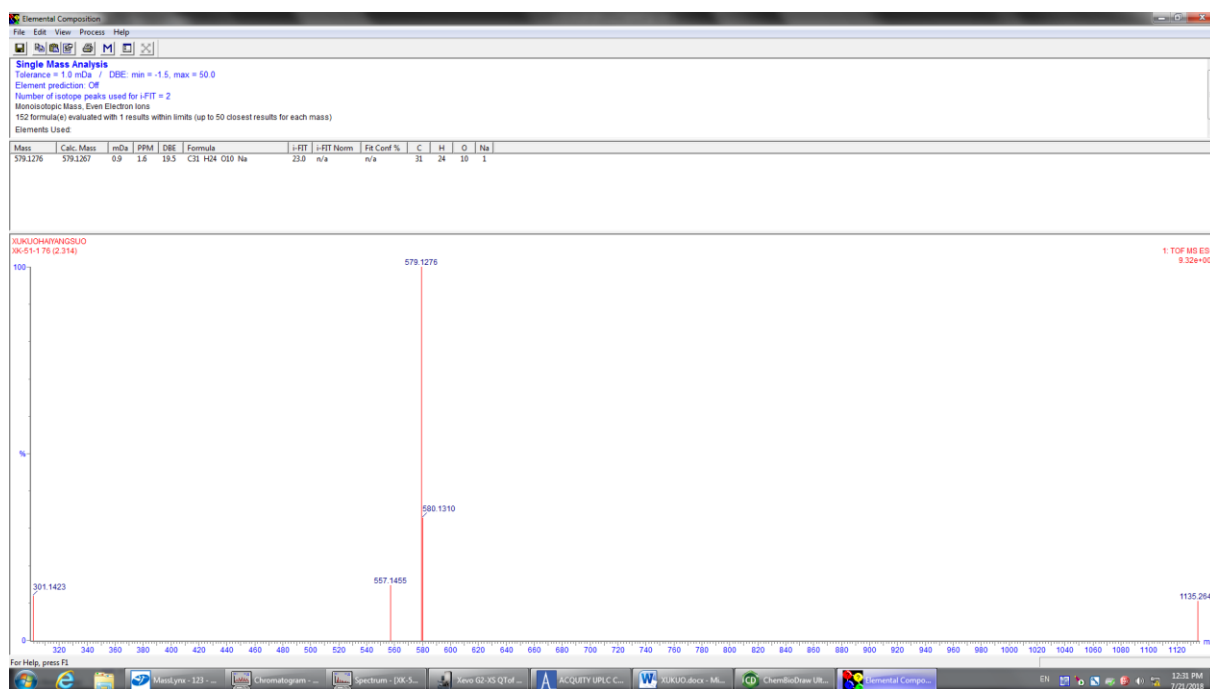 Elemental Composition
File Edit View Process Help
Single Mass Analysis
Tolerance = 1.0 mDa / DBE: min = -1.5, max = 50.0
Element prediction: Off
Number of isotope peaks used for i-FIT = 2
Monoisotopic Mass, Even Electron Ions
152 formula(e) evaluated with 1 results within limits (up to 50 closest results for each mass)
Elements Used:
Mass Calc. Mass mDa PPM DBE Formula i-FIT i-FIT Norm Fit Conf % C H O Na
579.1276 579.1267 0.9 1.6 19.5 C31 H24 O10 Na 23.0 n/a n/a 31 24 10 1
XUKUOHAIYANGSUO
XK-51-1 76 (2.314)
1: TOF MS ES
9.32e+00
100
579.1276
%
580.1310
557.1455
301.1423
1135.264
0
320 340 360 380 400 420 440 460 480 500 520 540 560 580 600 620 640 660 680 700 720 740 760 780 800 820 840 860 880 900 920 940 960 980 1000 1020 1040 1060 1080 1100 1120
m
For Help, press F1
MassLynx - 123 - ...
Chromatogram - ...
Spectrum - [XK-5...
Xevo G2-XS QTof ...
ACQUITY UPLC C...
XUKUO.docx - Mi...
ChemBioDraw Ult...
Elemental Compo...
EN
12:31 PM
7/21/2018